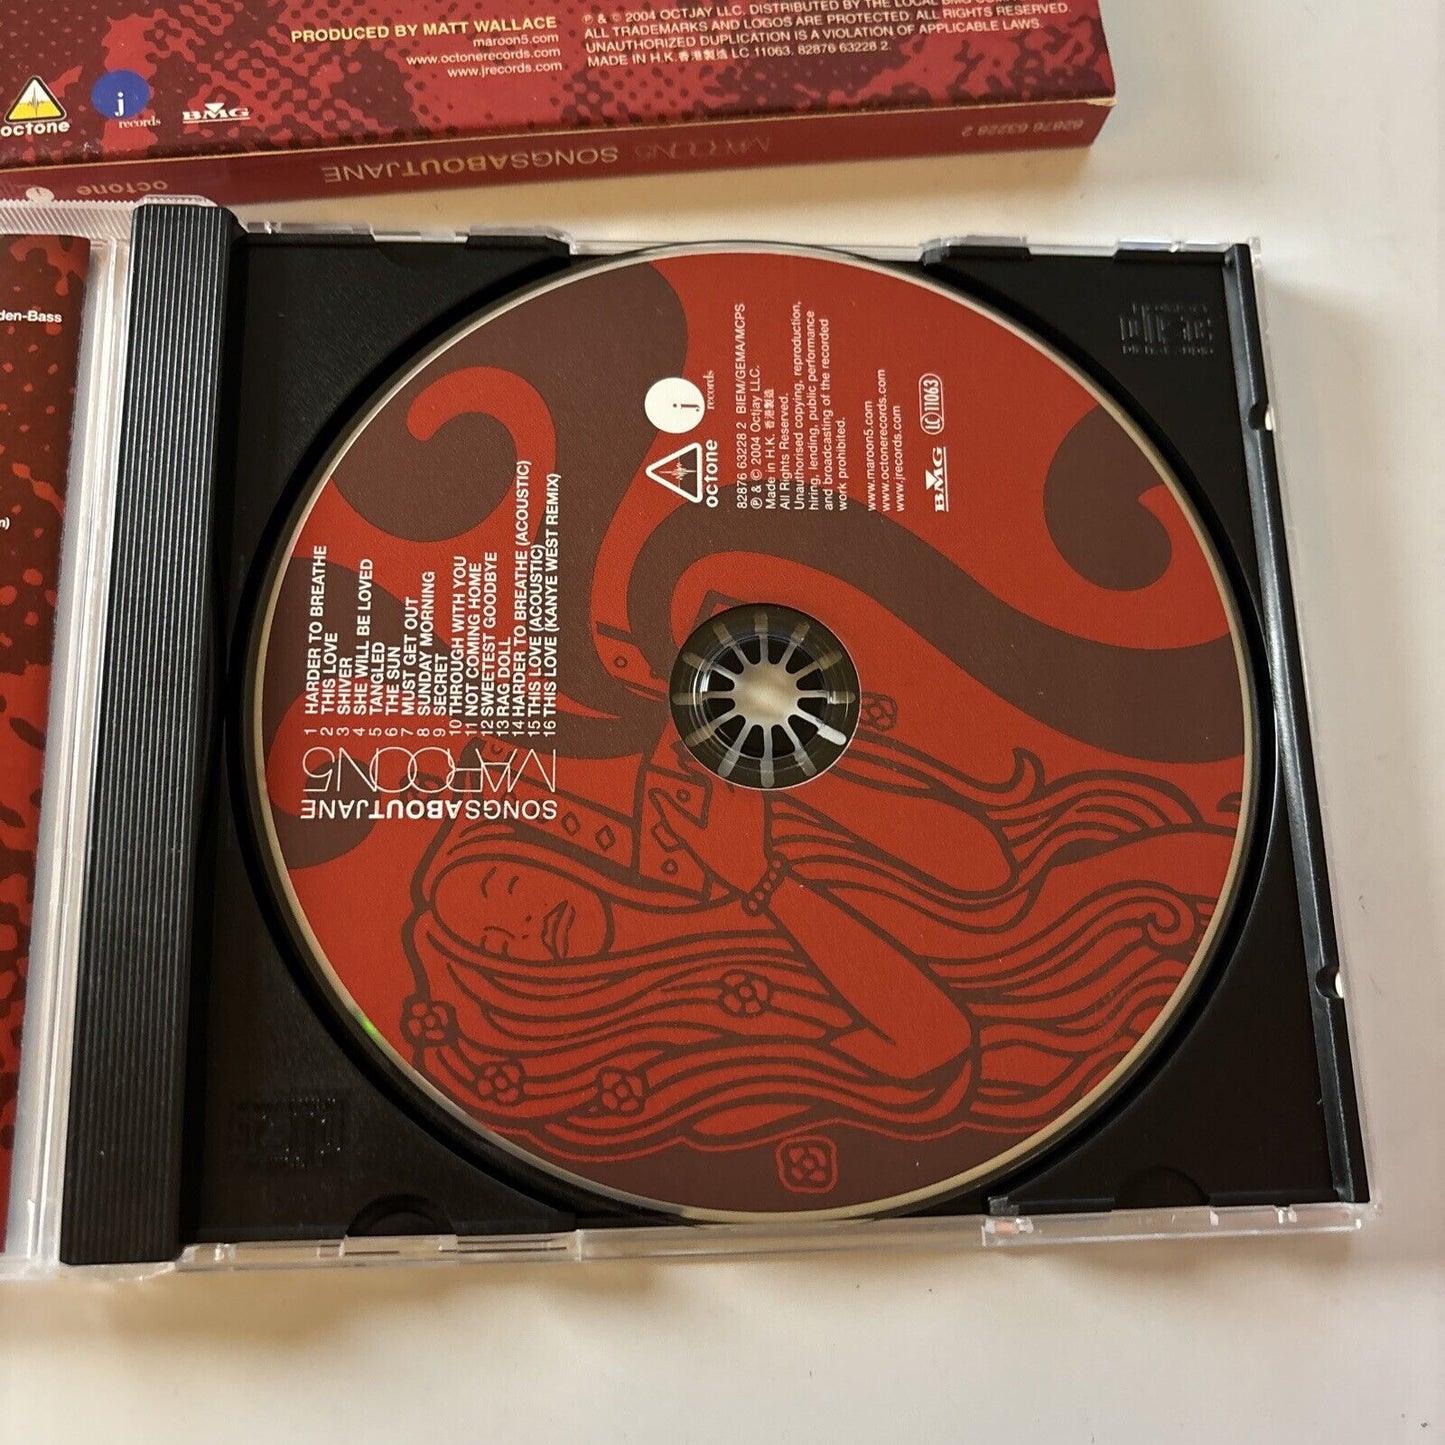 PRODUCED BY MATT WALLACE
maroon5.com
www.octonerecords.com
www.jrecords.com
℗ & © 2004 OCTJAY LLC. DISTRIBUTED BY THE LOCAL BMG
ALL TRADEMARKS AND LOGOS ARE PROTECTED. ALL RIGHTS RESERVED.
UNAUTHORIZED DUPLICATION IS A VIOLATION OF APPLICABLE LAWS.
MADE IN H.K.香港製造 LC 11063. 82876 63228 2.
octone
j records
BMG
MAROON5 SONGSABOUTJANE
octone
82876 63228 2
den-Bass
n)
MAROON5
SONGSABOUTJANE
1 HARDER TO BREATHE
2 THIS LOVE
3 SHIVER
4 SHE WILL BE LOVED
5 TANGLED
6 THE SUN
7 MUST GET OUT
8 SUNDAY MORNING
9 SECRET
10 THROUGH WITH YOU
11 NOT COMING HOME
12 SWEETEST GOODBYE
13 RAG DOLL
14 HARDER TO BREATHE (ACOUSTIC)
15 THIS LOVE (ACOUSTIC)
16 THIS LOVE (KANYE WEST REMIX)
octone
j records
82876 63228 2 BIEM/GEMA/MCPS
℗ & © 2004 Octjay LLC.
Made in H.K. 香港製造
All Rights Reserved.
Unauthorised copying, reproduction,
hiring, lending, public performance
and broadcasting of the recorded
work prohibited.
www.maroon5.com
www.octonerecords.com
www.jrecords.com
BMG
LC 11063